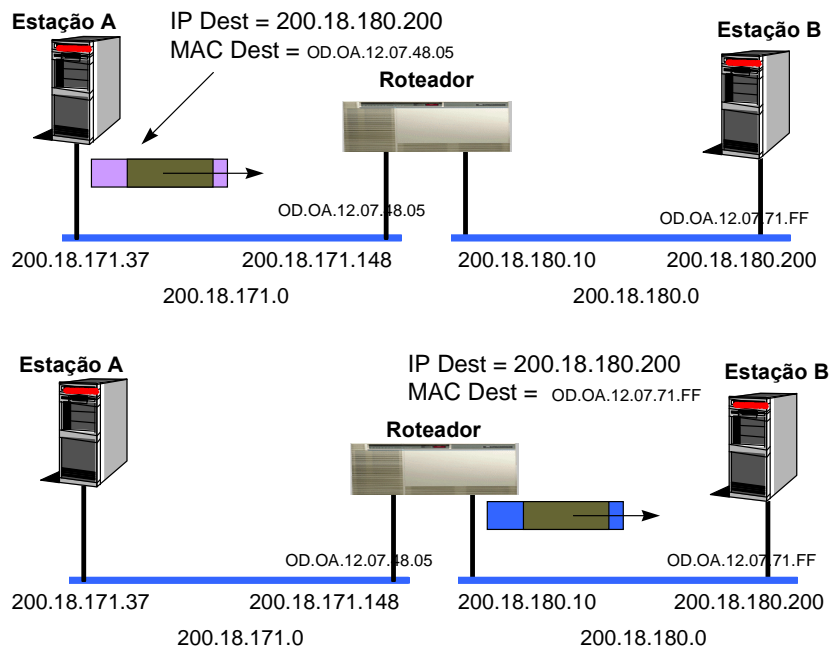 Estação A
IP Dest = 200.18.180.200
MAC Dest = OD.OA.12.07.48.05
Estação B
Roteador
OD.OA.12.07.48.05
OD.OA.12.07.71.FF
200.18.171.37
200.18.171.148
200.18.180.10
200.18.180.200
200.18.171.0
200.18.180.0
Estação A
IP Dest = 200.18.180.200
MAC Dest = OD.OA.12.07.71.FF
Estação B
Roteador
OD.OA.12.07.48.05
OD.OA.12.07.71.FF
200.18.171.37
200.18.171.148
200.18.180.10
200.18.180.200
200.18.171.0
200.18.180.0